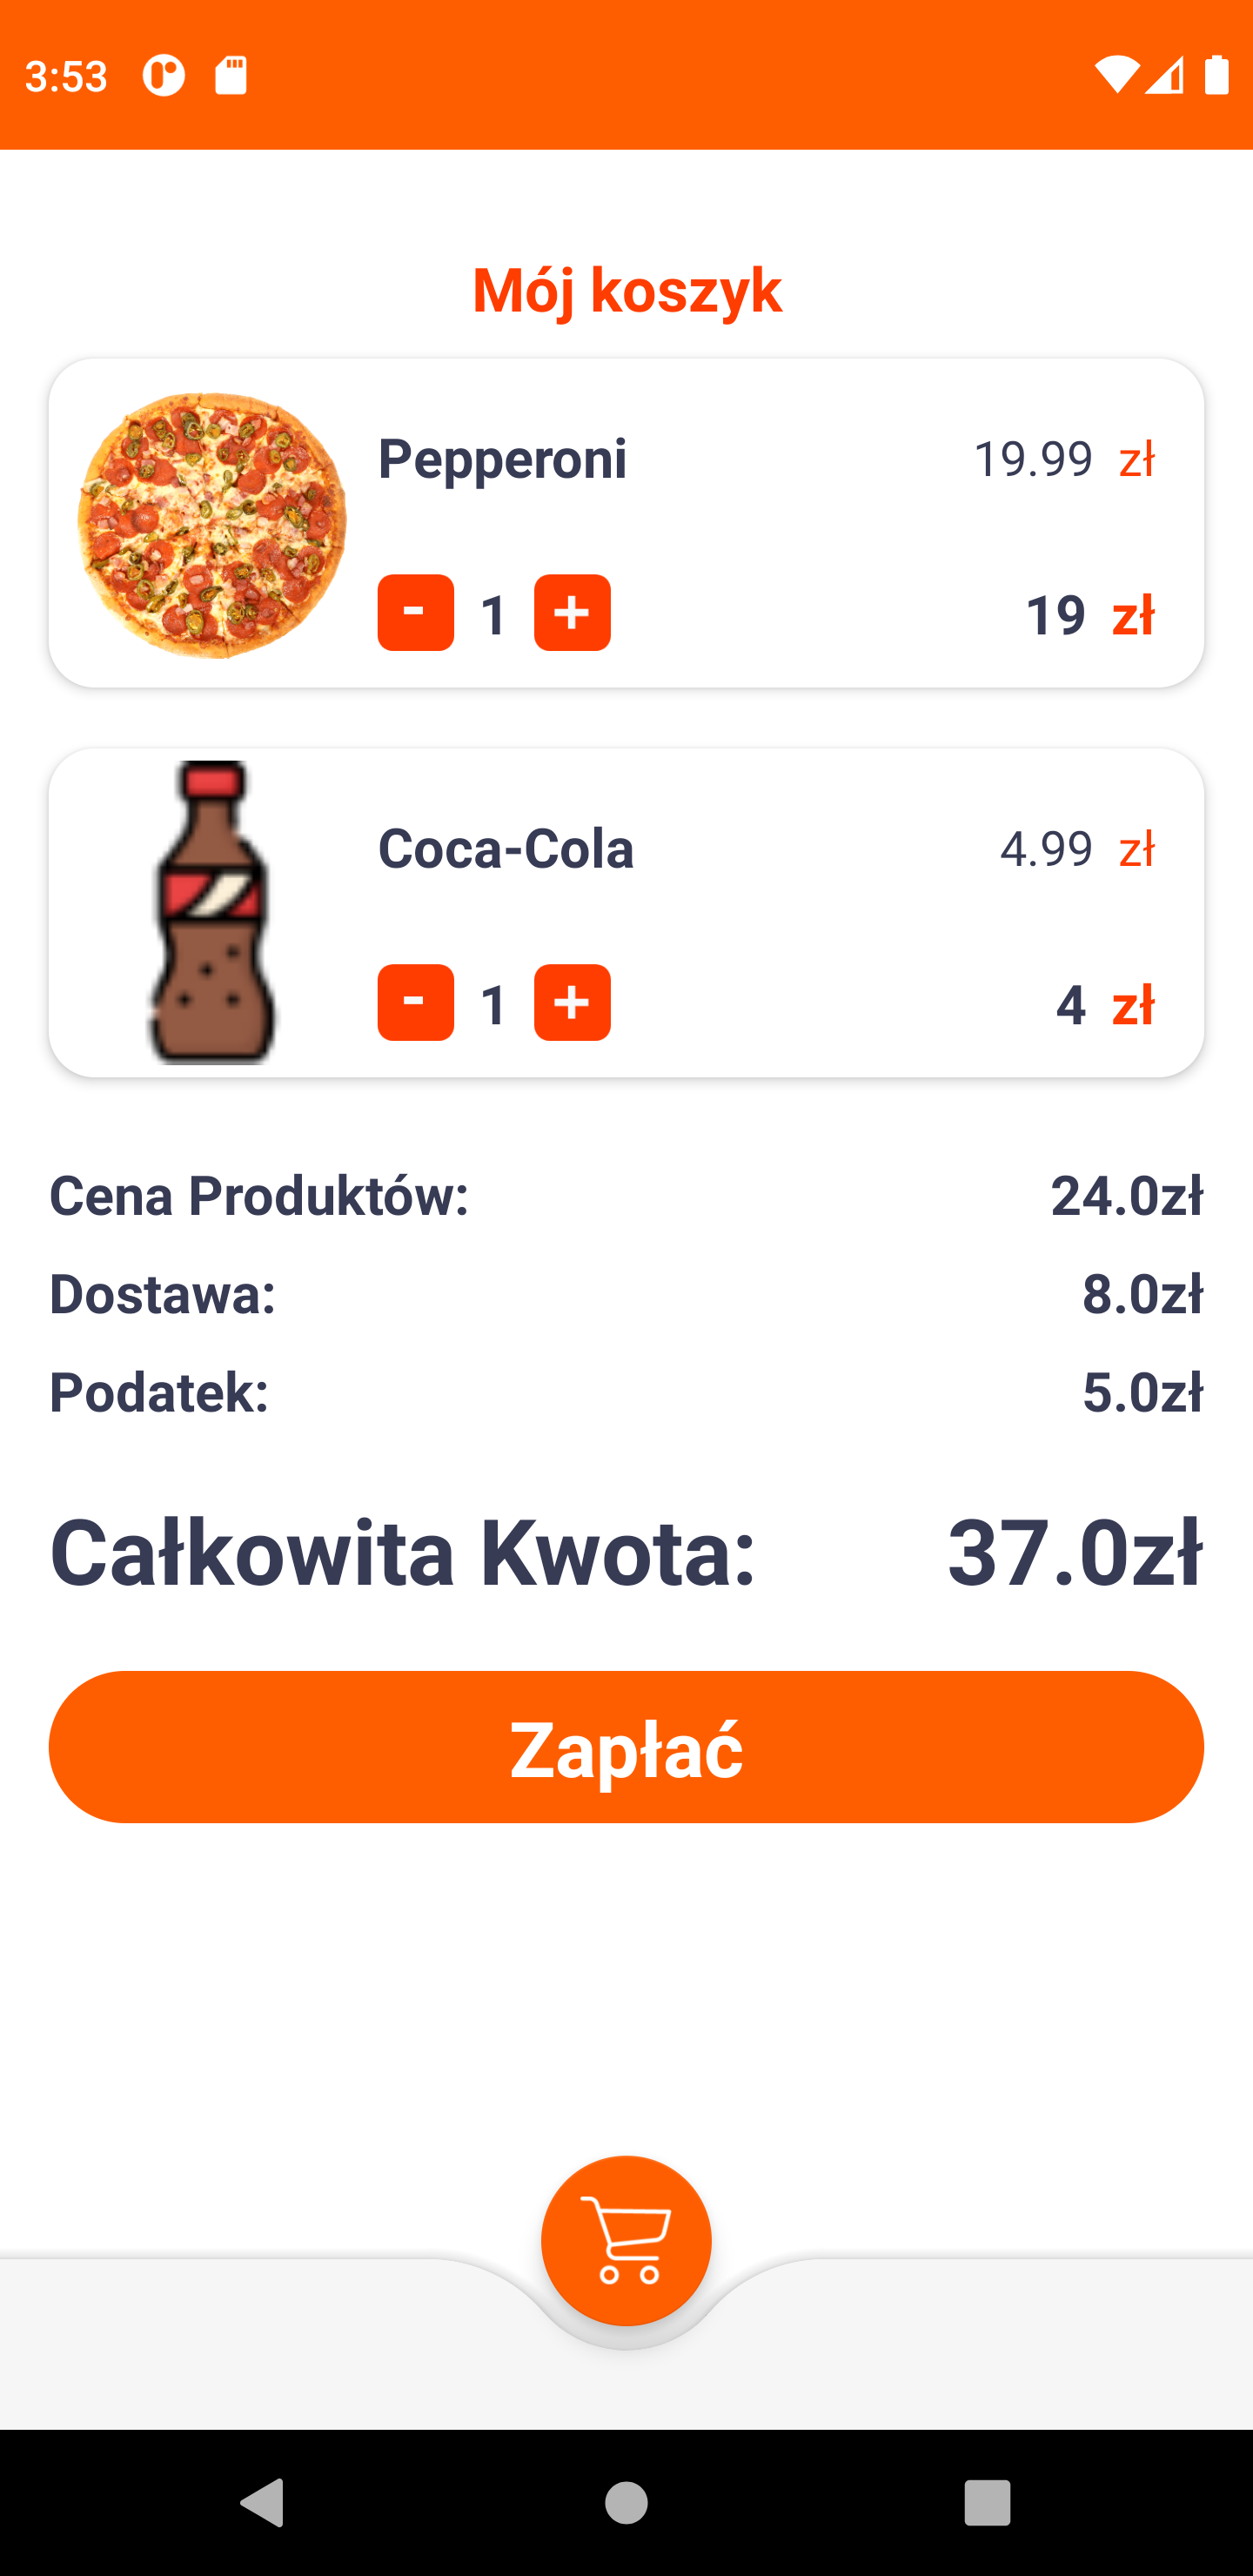 3:53
Mój koszyk
Pepperoni 19.99 zł
- 1 + 19 zł
Coca-Cola 4.99 zł
- 1 + 4 zł
Cena Produktów: 24.0zł
Dostawa: 8.0zł
Podatek: 5.0zł
Całkowita Kwota: 37.0zł
Zapłać